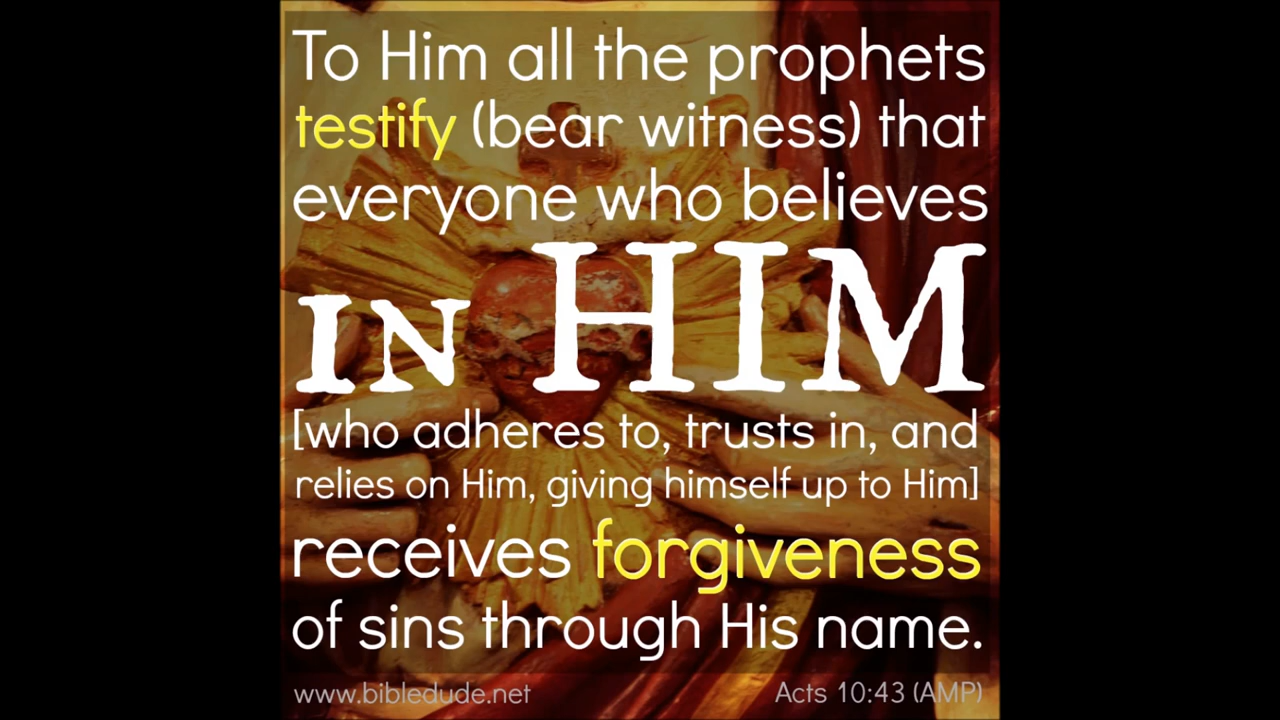 To Him all the prophets
testify (bear witness) that
everyone who believes
IN HIM
[who adheres to, trusts in, and
relies on Him, giving himself up to Him]
receives forgiveness
of sins through His name.
www.bibledude.net Acts 10:43 (AMP)